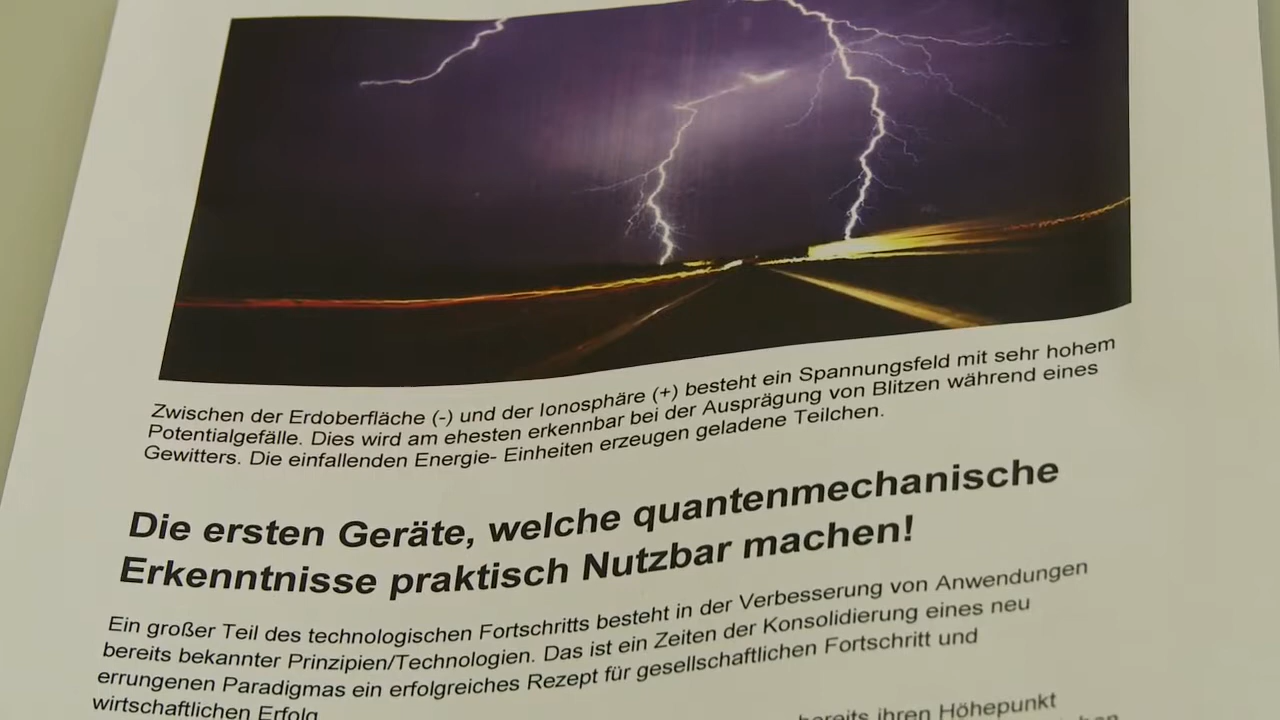 Zwischen der Erdoberfläche (-) und der Ionosphäre (+) besteht ein Spannungsfeld mit sehr hohem
Potentialgefälle. Dies wird am ehesten erkennbar bei der Ausprägung von Blitzen während eines
Gewitters. Die einfallenden Energie- Einheiten erzeugen geladene Teilchen.
Die ersten Geräte, welche quantenmechanische
Erkenntnisse praktisch Nutzbar machen!
Ein großer Teil des technologischen Fortschritts besteht in der Verbesserung von Anwendungen
bereits bekannter Prinzipien/Technologien. Das ist ein Zeiten der Konsolidierung eines neu
errungenen Paradigmas ein erfolgreiches Rezept für gesellschaftlichen Fortschritt und
wirtschaftlichen Erfolg
bereits ihren Höhepunkt